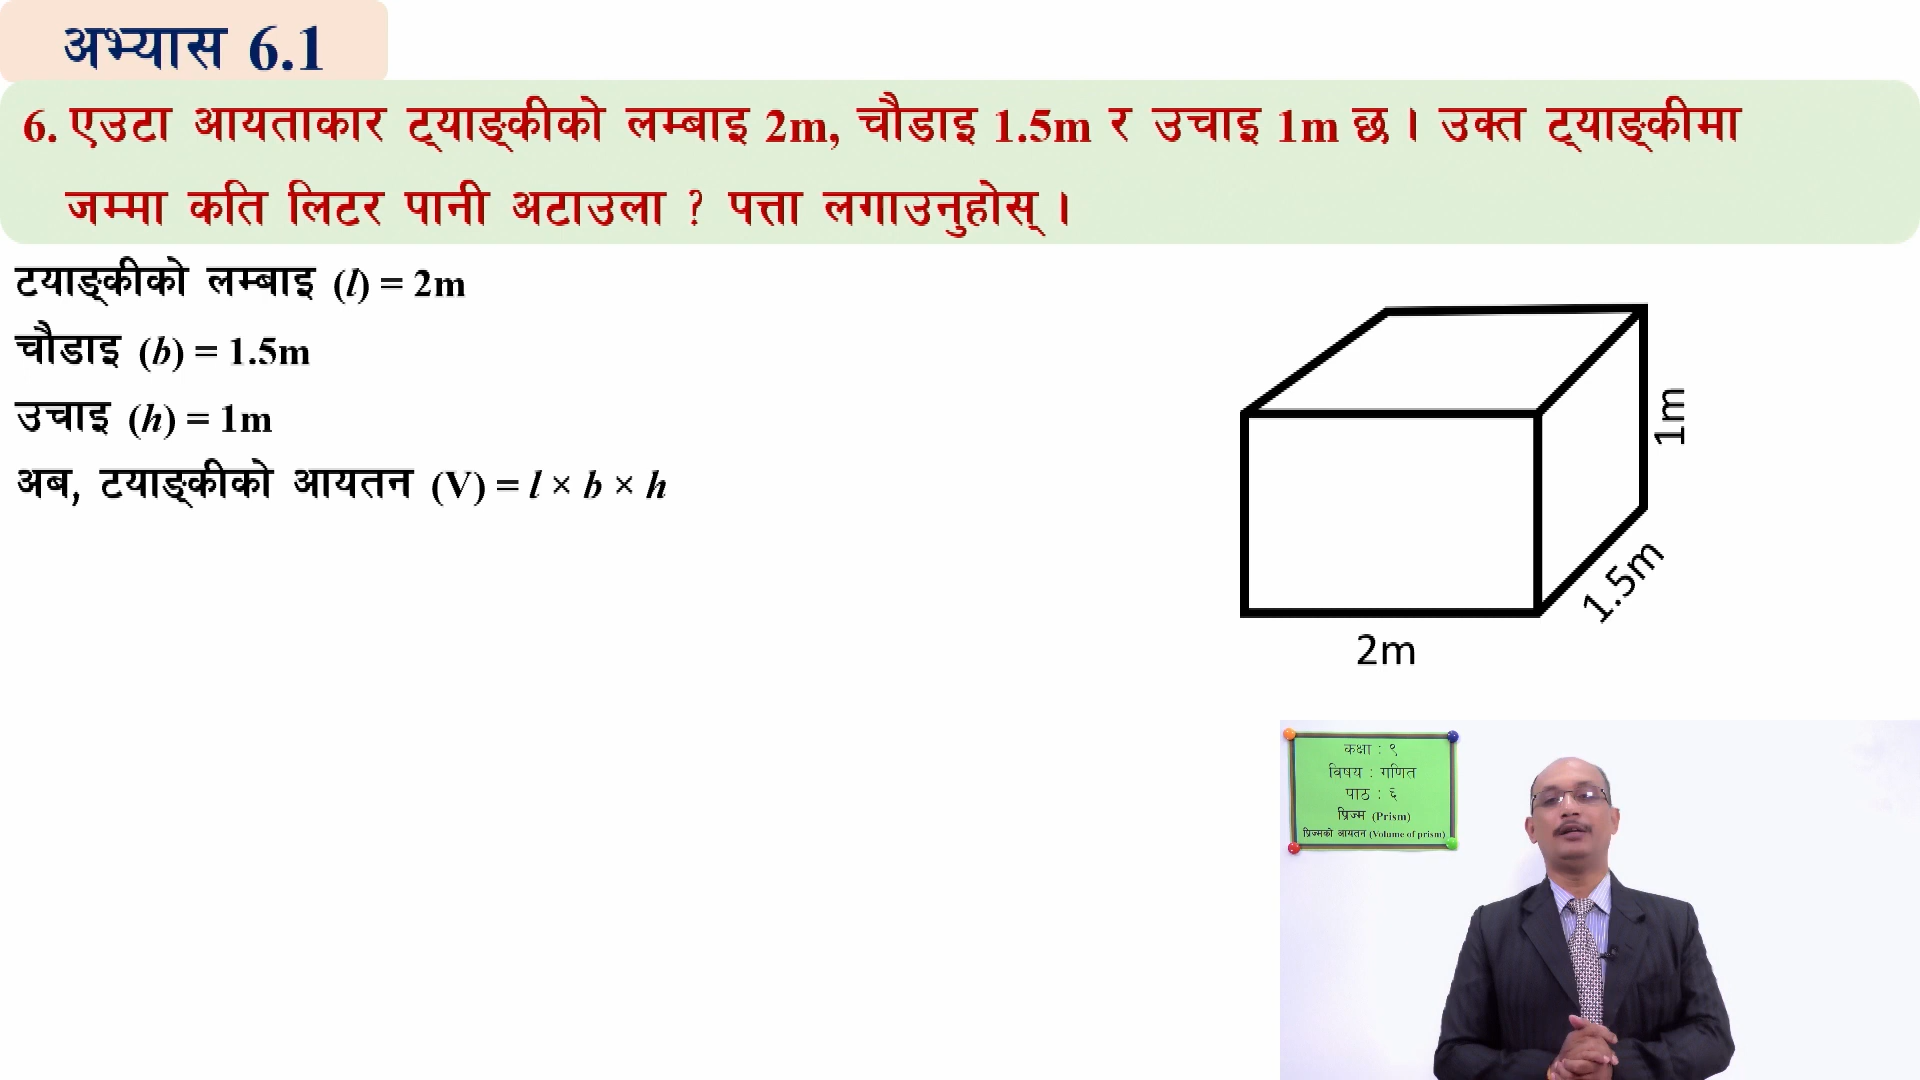 अभ्यास 6.1
6. एउटा आयताकार ट्याङ्कीको लम्बाइ 2m, चौडाइ 1.5m र उचाइ 1m छ । उक्त ट्याङ्कीमा
जम्मा कति लिटर पानी अटाउला ? पत्ता लगाउनुहोस् ।
टयाङ्कीको लम्बाइ (l) = 2m
चौडाइ (b) = 1.5m
उचाइ (h) = 1m
अब, टयाङ्कीको आयतन (V) = l × b × h
1m
1.5m
2m
कक्षा : ९
विषय : गणित
पाठ : ६
प्रिज्म (Prism)
प्रिज्मको आयतन (Volume of prism)